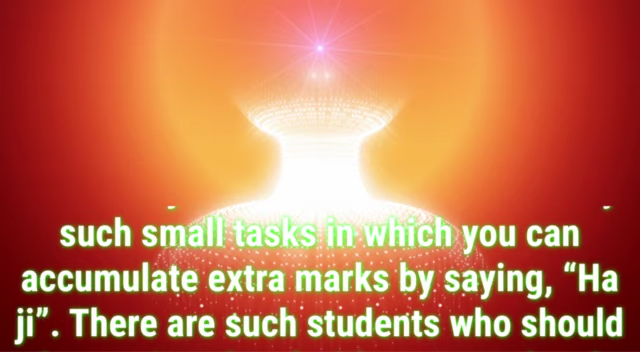 such small tasks in which you can
accumulate extra marks by saying, “Ha
ji”. There are such students who should